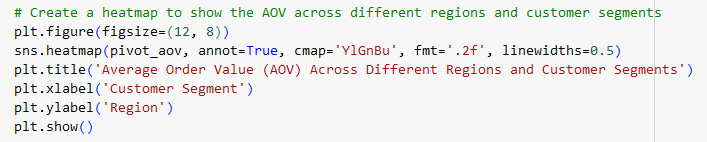 # Create a heatmap to show the AOV across different regions and customer segments
plt.figure(figsize=(12, 8))
sns.heatmap(pivot_aov, annot=True, cmap='YlGnBu', fmt='.2f', linewidths=0.5)
plt.title('Average Order Value (AOV) Across Different Regions and Customer Segments')
plt.xlabel('Customer Segment')
plt.ylabel('Region')
plt.show()